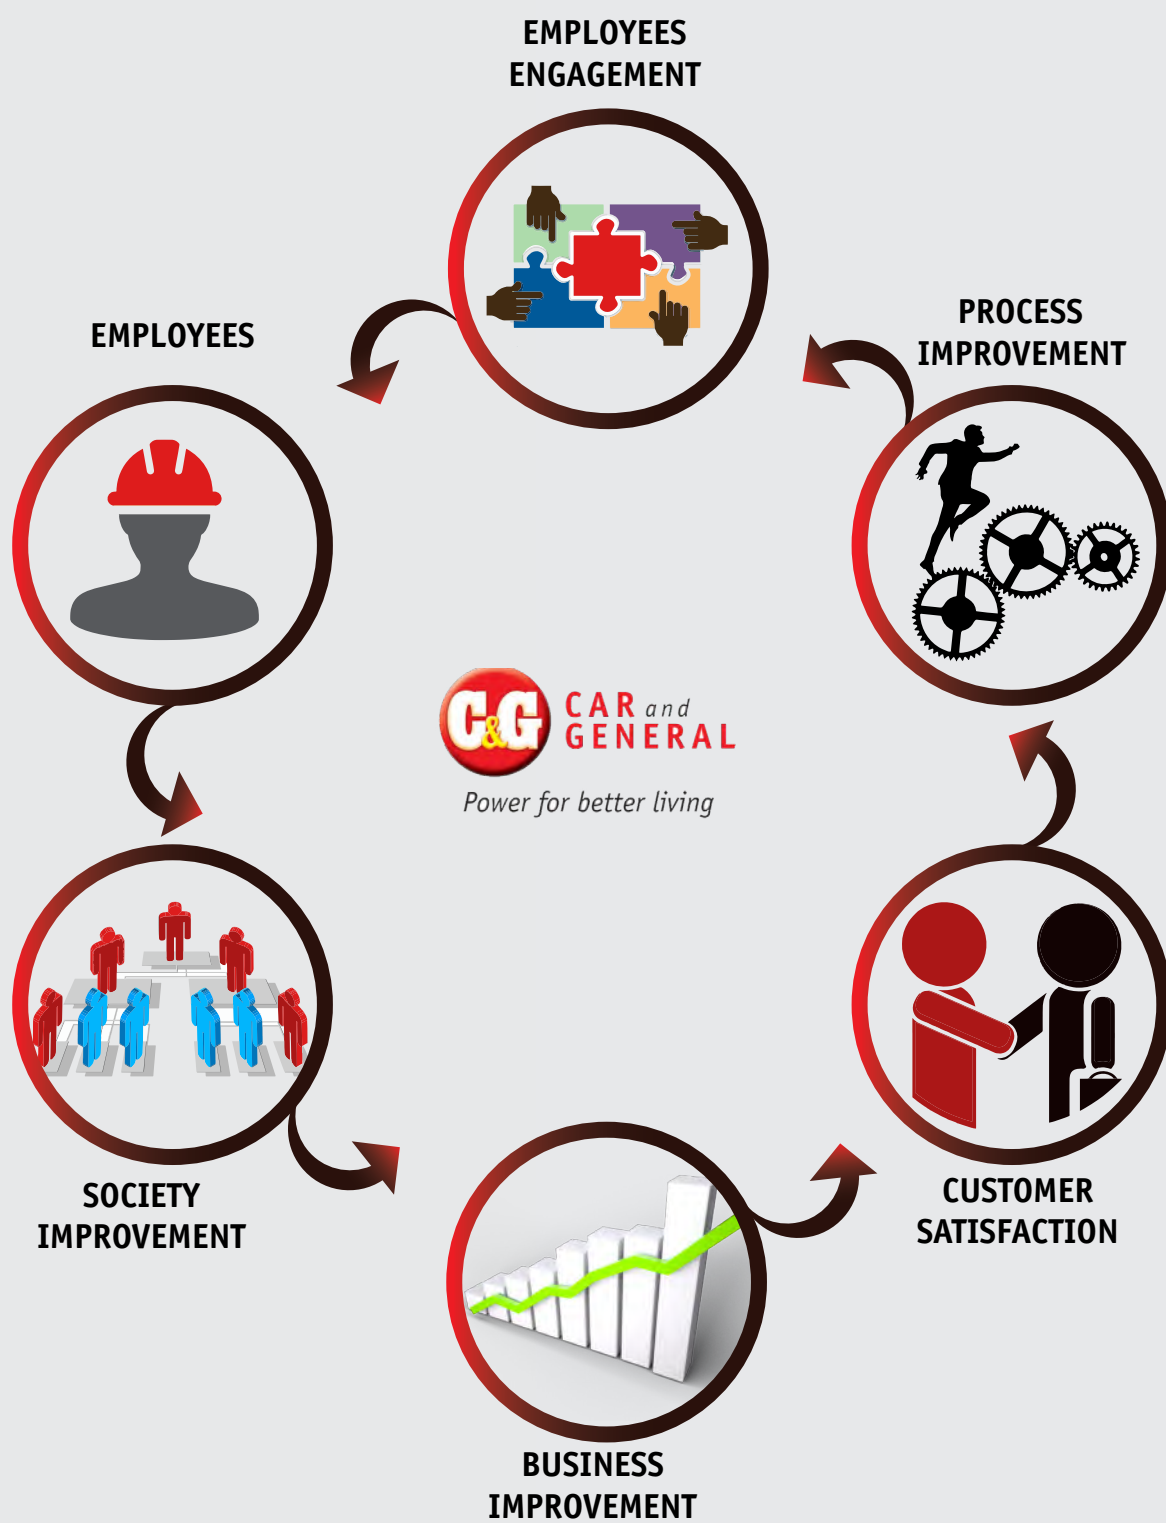 EMPLOYEES
ENGAGEMENT
EMPLOYEES
PROCESS
IMPROVEMENT
C&G CAR and
GENERAL
Power for better living
SOCIETY
IMPROVEMENT
CUSTOMER
SATISFACTION
BUSINESS
IMPROVEMENT